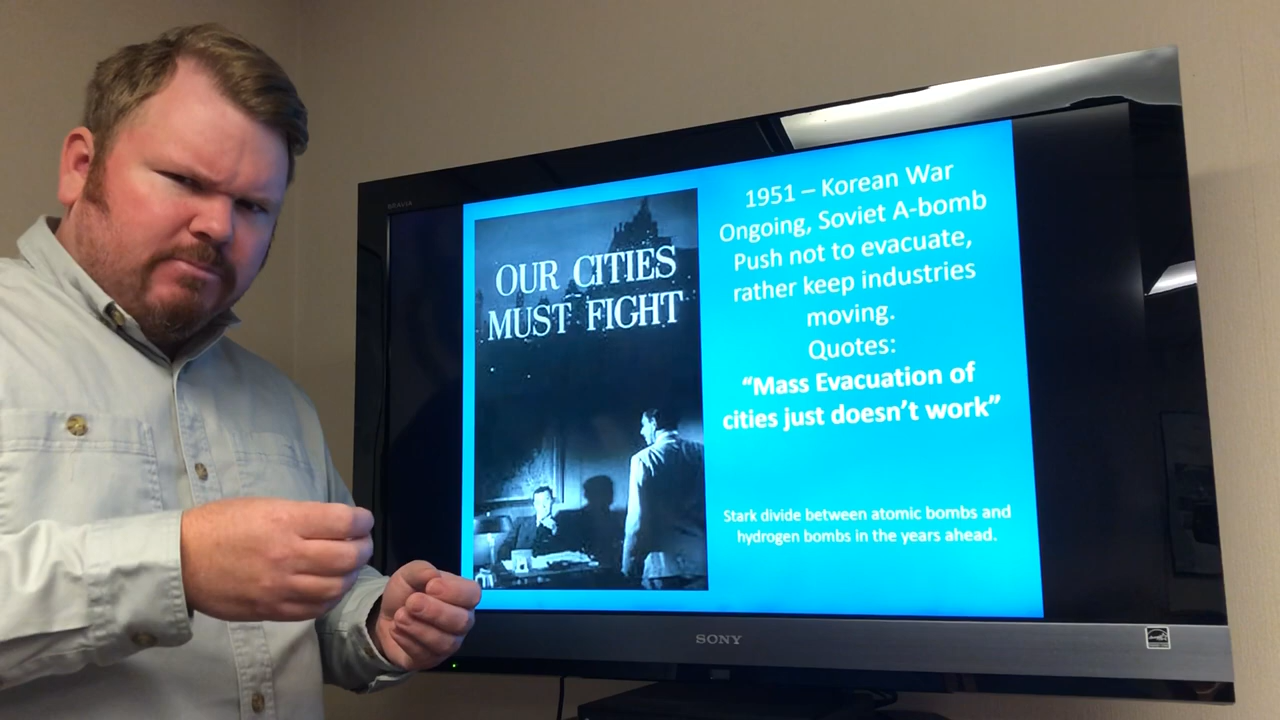 BRAVIA
OUR CITIES
MUST FIGHT
1951 – Korean War
Ongoing, Soviet A-bomb
Push not to evacuate,
rather keep industries
moving.
Quotes:
“Mass Evacuation of
cities just doesn’t work”
Stark divide between atomic bombs and
hydrogen bombs in the years ahead.
SONY